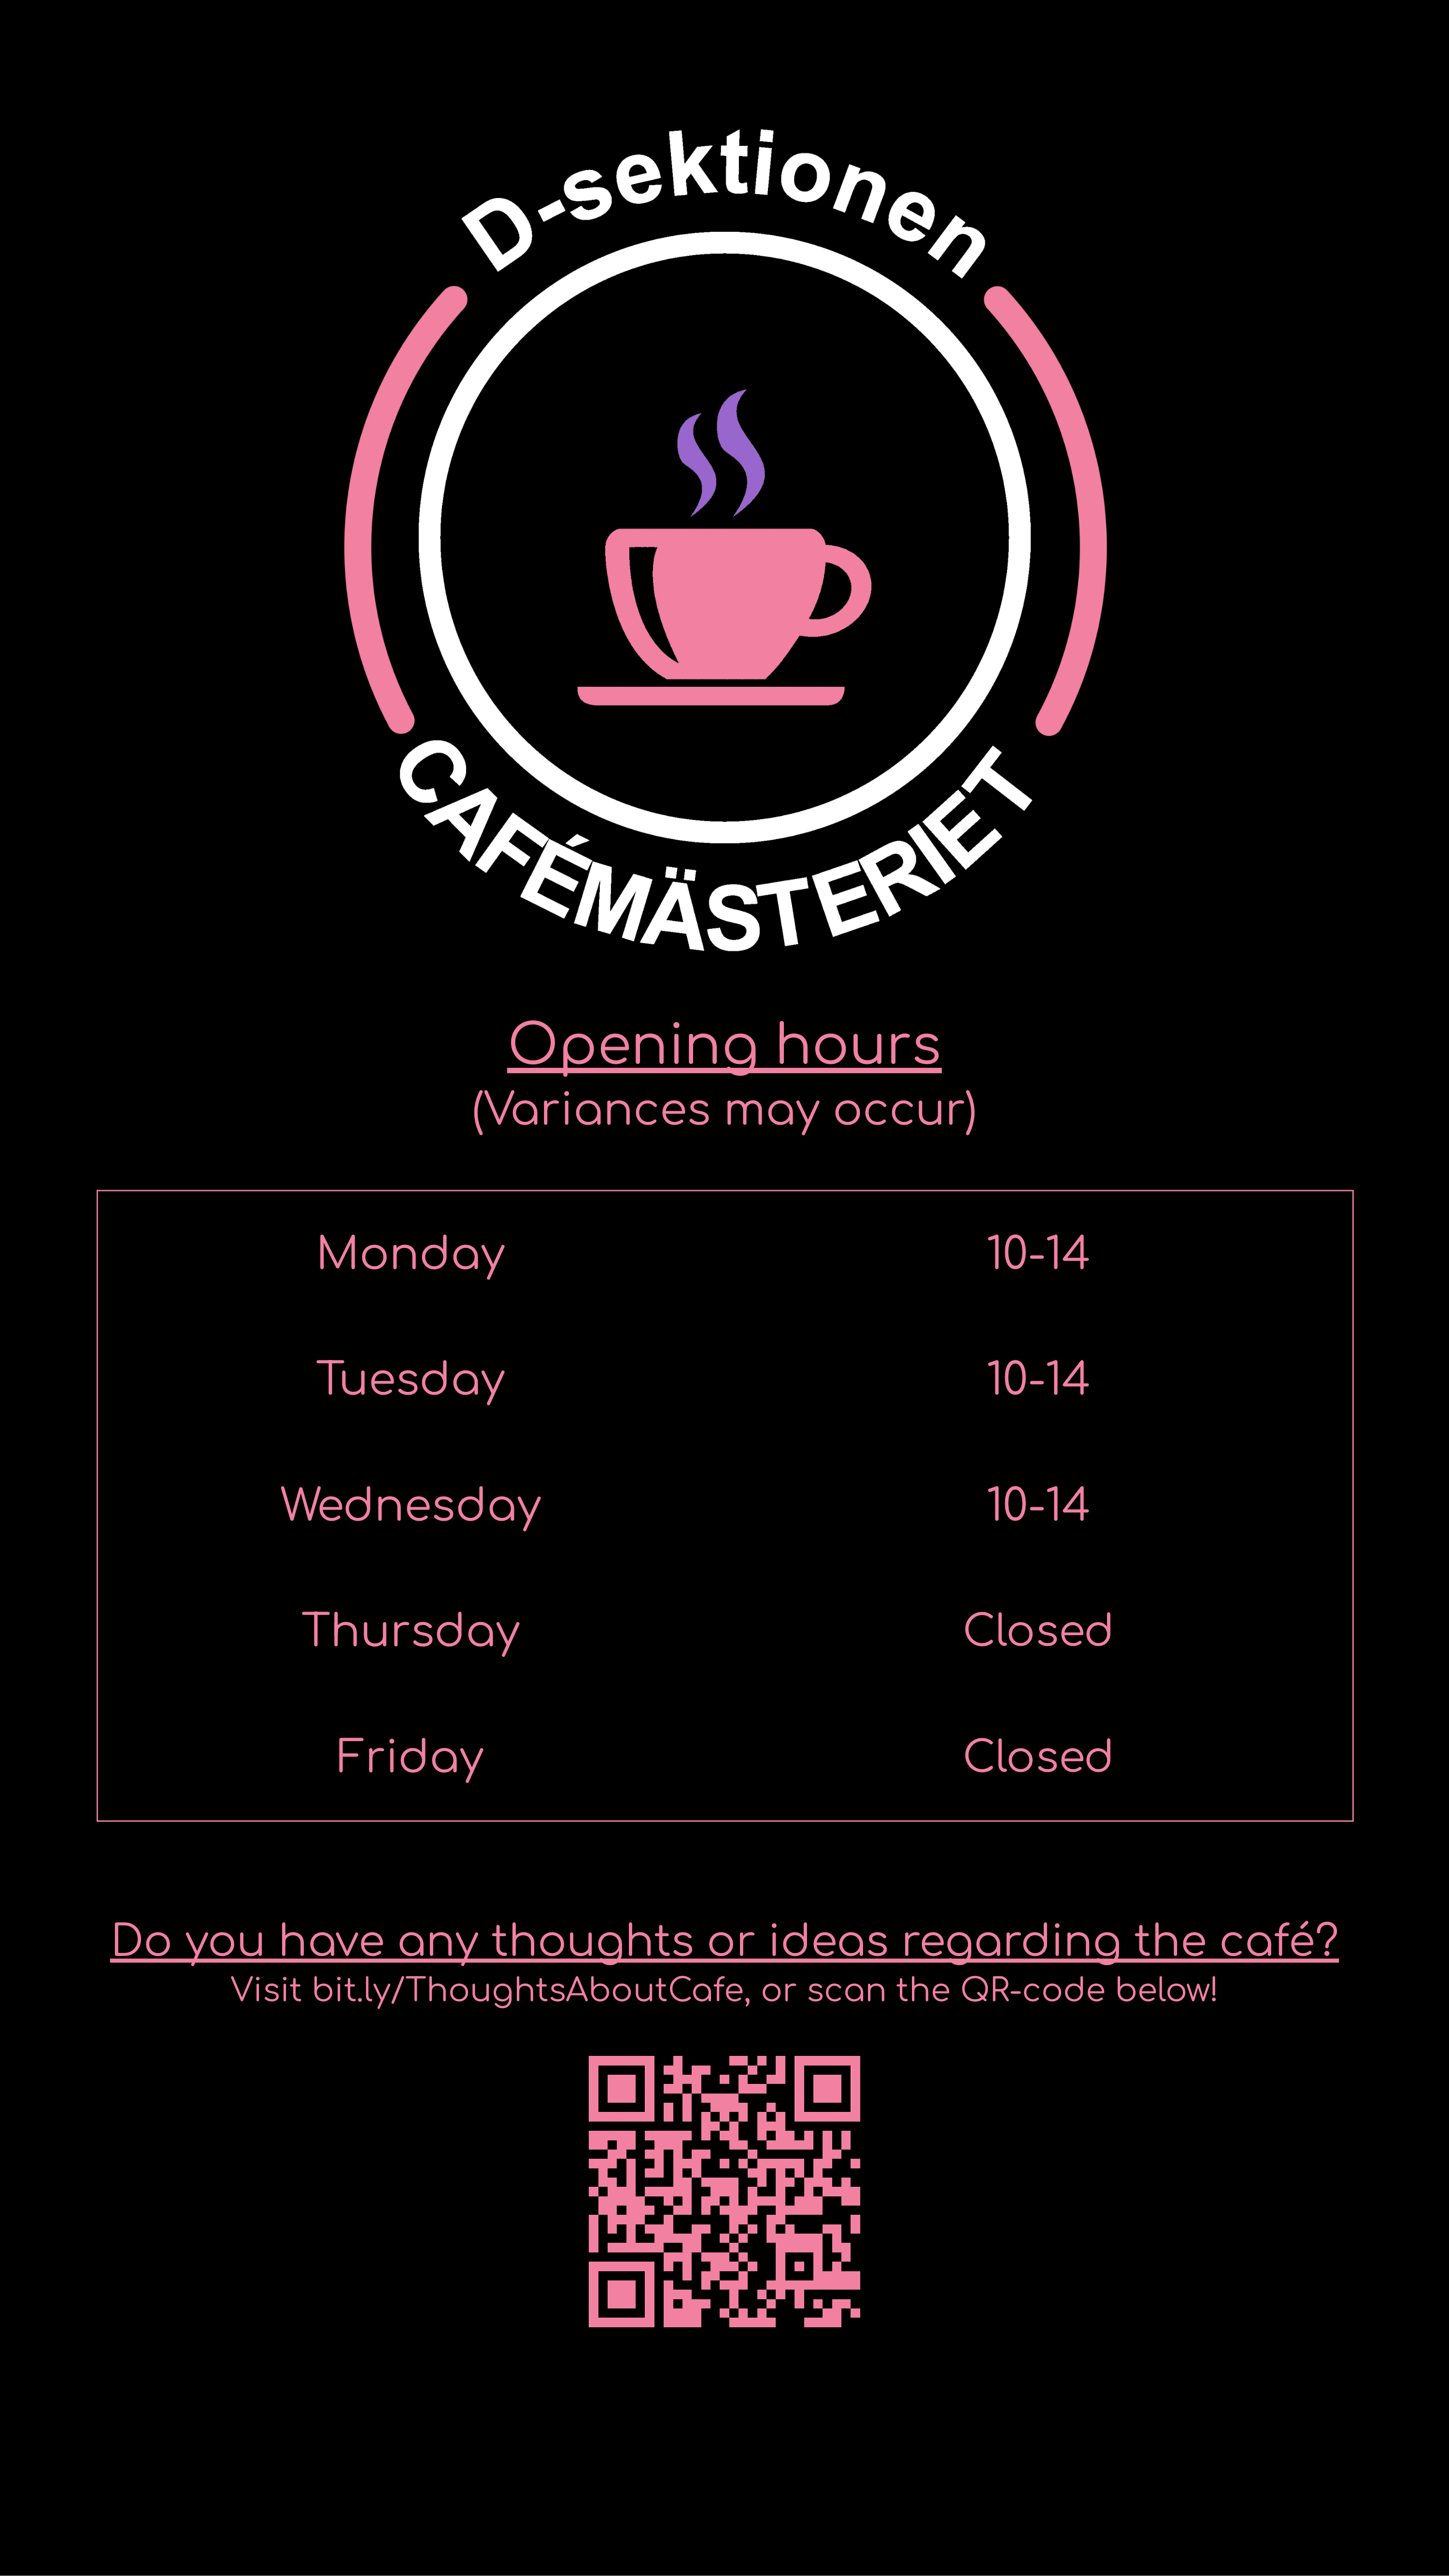 D-sektionen
CAFÉMÄSTERIET
Opening hours
(Variances may occur)
Monday 10-14
Tuesday 10-14
Wednesday 10-14
Thursday Closed
Friday Closed
Do you have any thoughts or ideas regarding the café?
Visit bit.ly/ThoughtsAboutCafe, or scan the QR-code below!